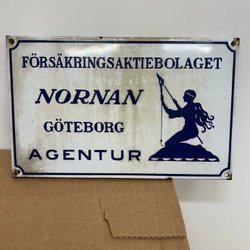 FÖRSÄKRINGSAKTIEBOLAGET
NORNAN
GÖTEBORG
AGENTUR